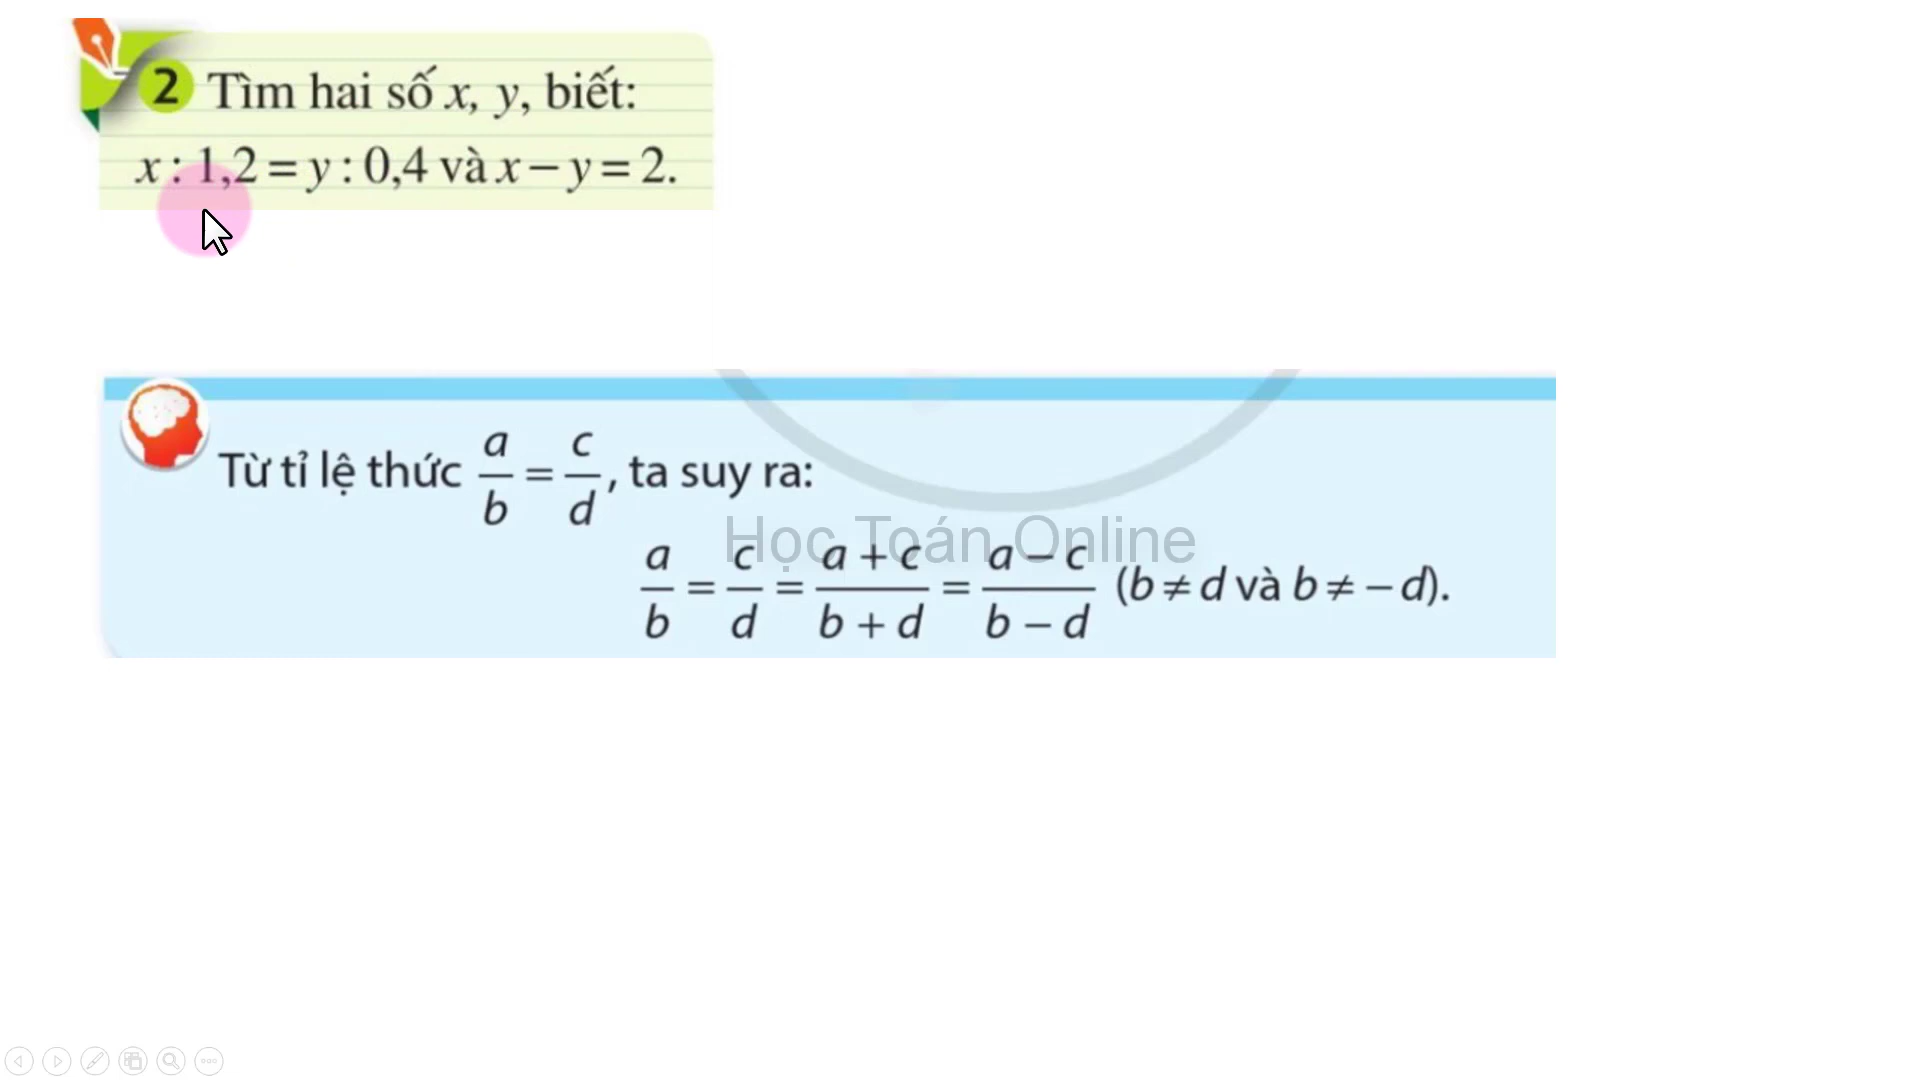 2 Tìm hai số x, y, biết:
x : 1,2 = y : 0,4 và x − y = 2.
Từ tỉ lệ thức a/b = c/d, ta suy ra:
Học Toán Online
a/b = c/d = (a + c)/(b + d) = (a − c)/(b − d) (b ≠ d và b ≠ − d).